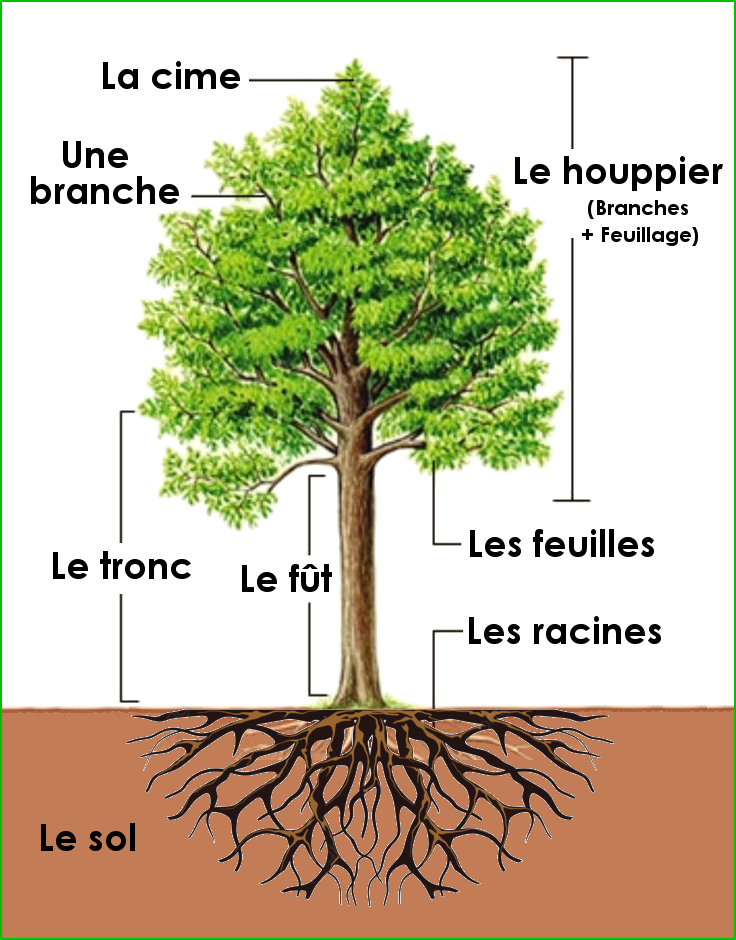 La cime
Une
branche
Le houppier
(Branches
+ Feuillage)
Les feuilles
Le tronc
Le fût
Les racines
Le sol